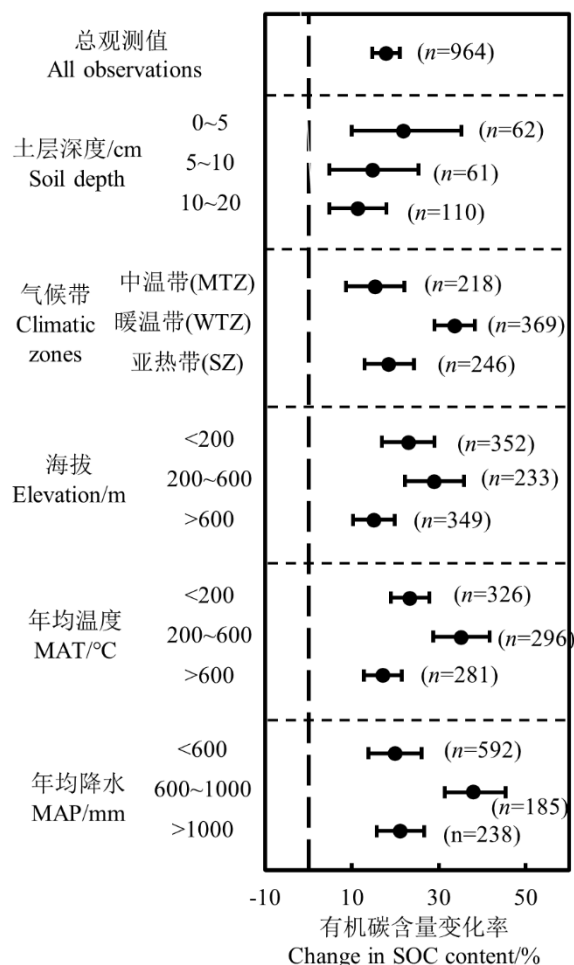 总观测值
All observations
(n=964)
土层深度/cm
Soil depth
0~5
(n=62)
5~10
(n=61)
10~20
(n=110)
气候带
Climatic
zones
中温带(MTZ)
(n=218)
暖温带(WTZ)
(n=369)
亚热带(SZ)
(n=246)
海拔
Elevation/m
<200
(n=352)
200~600
(n=233)
>600
(n=349)
年均温度
MAT/℃
<200
(n=326)
200~600
(n=296)
>600
(n=281)
年均降水
MAP/mm
<600
(n=592)
600~1000
(n=185)
>1000
(n=238)
-10 10 30 50
有机碳含量变化率
Change in SOC content/%